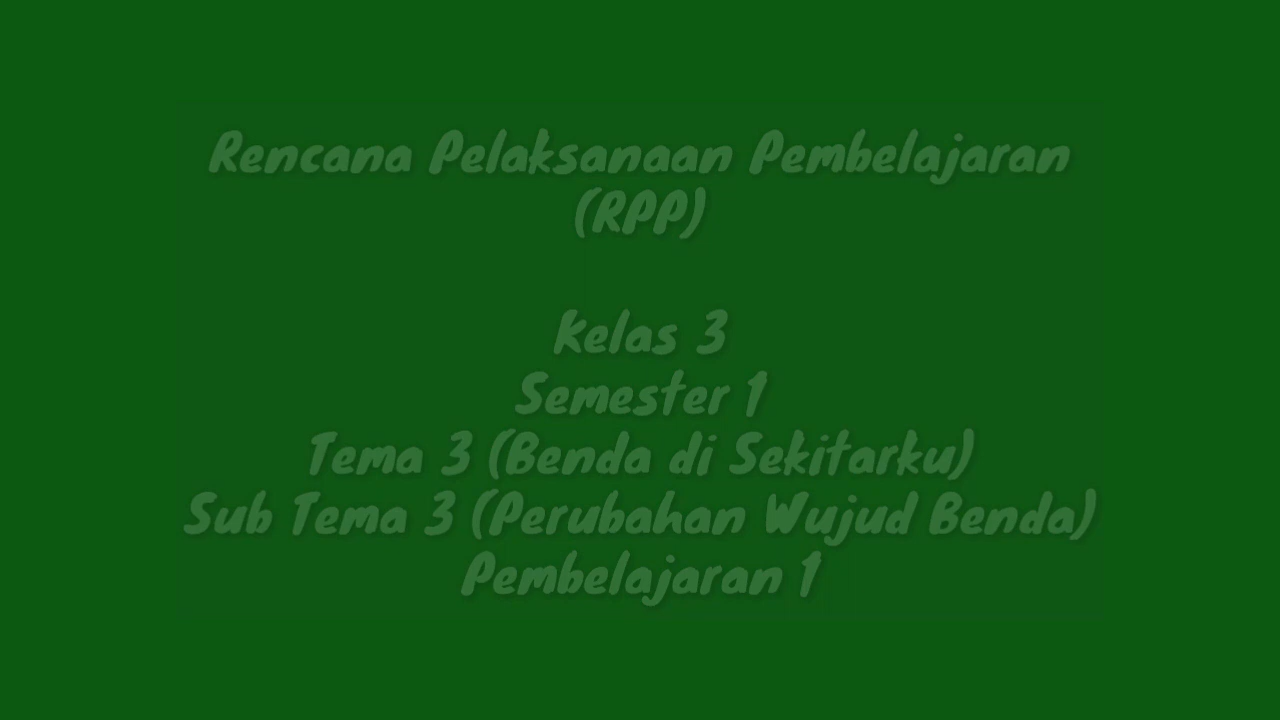 Rencana Pelaksanaan Pembelajaran
(RPP)
Kelas 3
Semester 1
Tema 3 (Benda di Sekitarku)
Sub Tema 3 (Perubahan Wujud Benda)
Pembelajaran 1